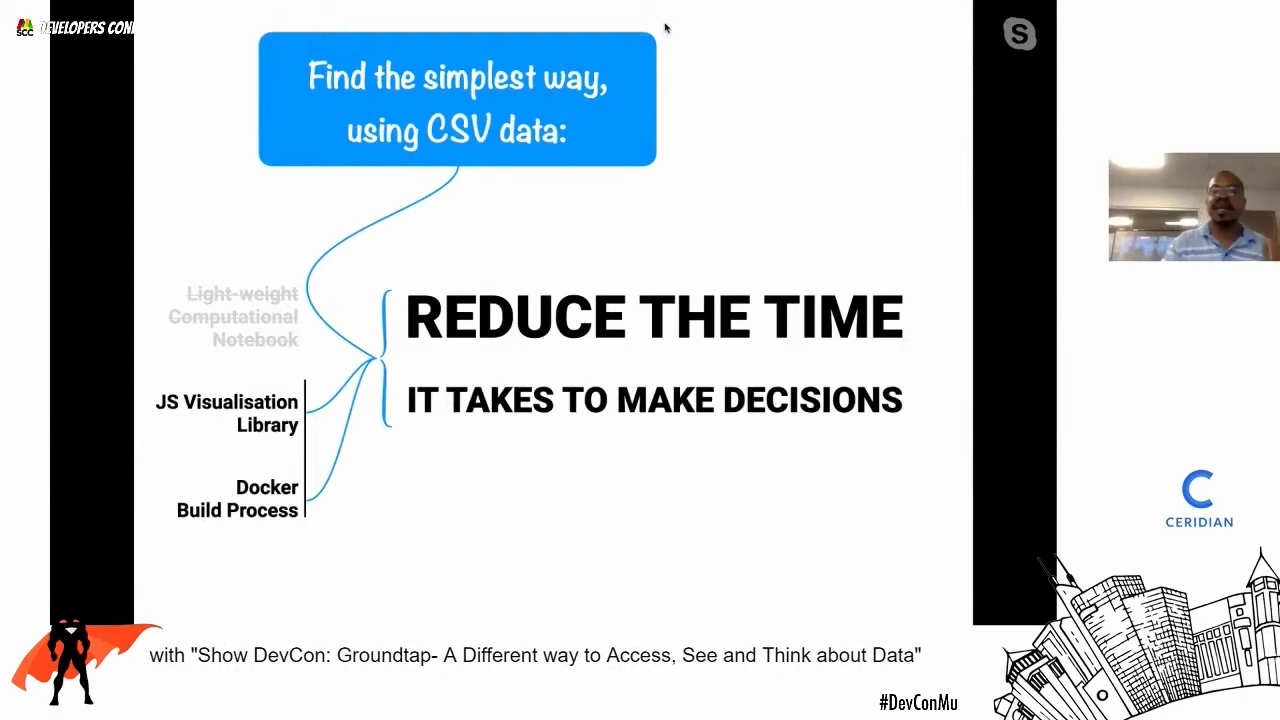 SCC DEVELOPERS CON
S
Find the simplest way,
using CSV data:
Light-weight
Computational
Notebook
REDUCE THE TIME
IT TAKES TO MAKE DECISIONS
JS Visualisation
Library
Docker
Build Process
CERIDIAN
with "Show DevCon: Groundtap- A Different way to Access, See and Think about Data"
#DevConMu